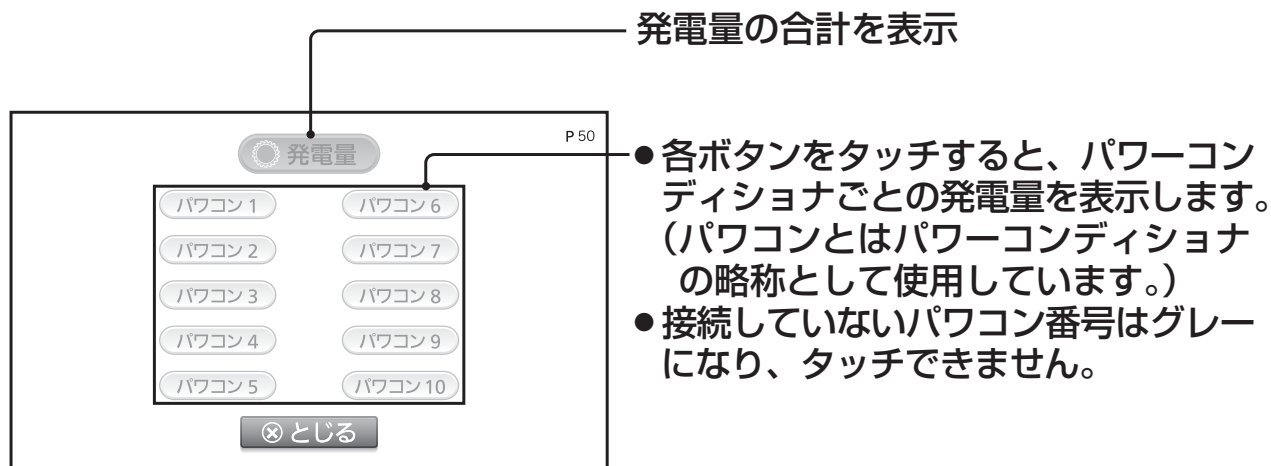 発電量の合計を表示
P 50
発電量
パワコン 1
パワコン 6
パワコン 2
パワコン 7
パワコン 3
パワコン 8
パワコン 4
パワコン 9
パワコン 5
パワコン 10
とじる
●各ボタンをタッチすると、パワーコン
ディショナごとの発電量を表示します。
（パワコンとはパワーコンディショナ
の略称として使用しています。）
●接続していないパワコン番号はグレー
になり、タッチできません。